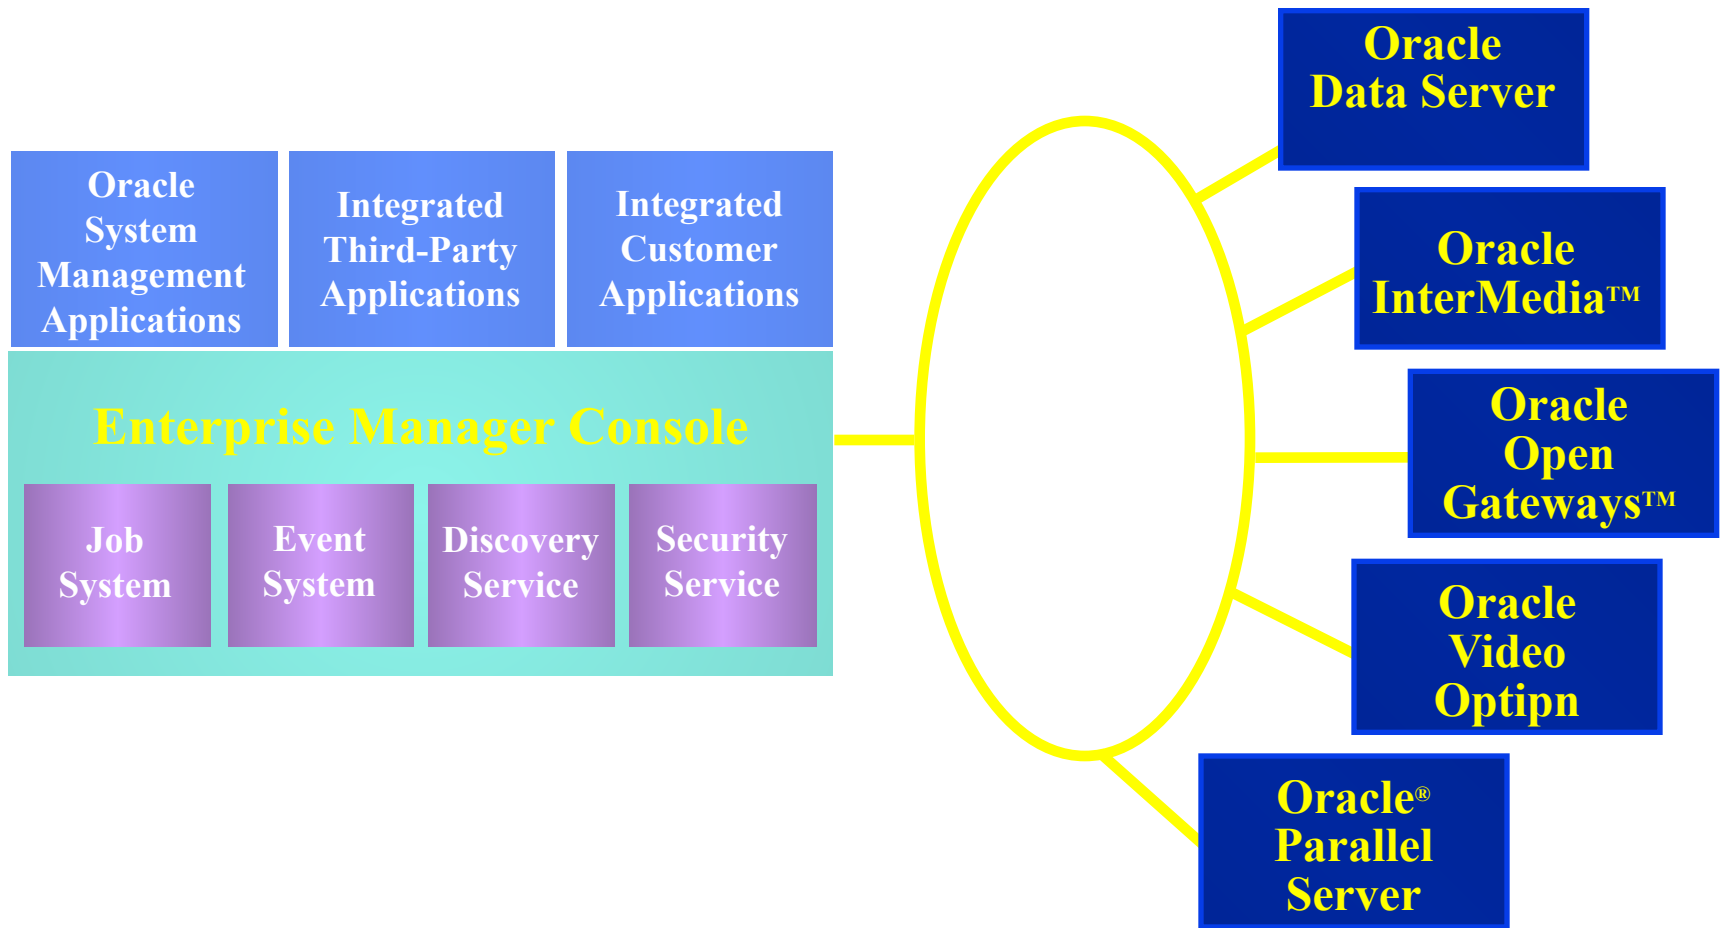 Oracle
System
Management
Applications
Integrated
Third-Party
Applications
Integrated
Customer
Applications
Enterprise Manager Console
Job
System
Event
System
Discovery
Service
Security
Service
Oracle
Data Server
Oracle
InterMedia™
Oracle
Open
Gateways™
Oracle
Video
Optipn
Oracle®
Parallel
Server